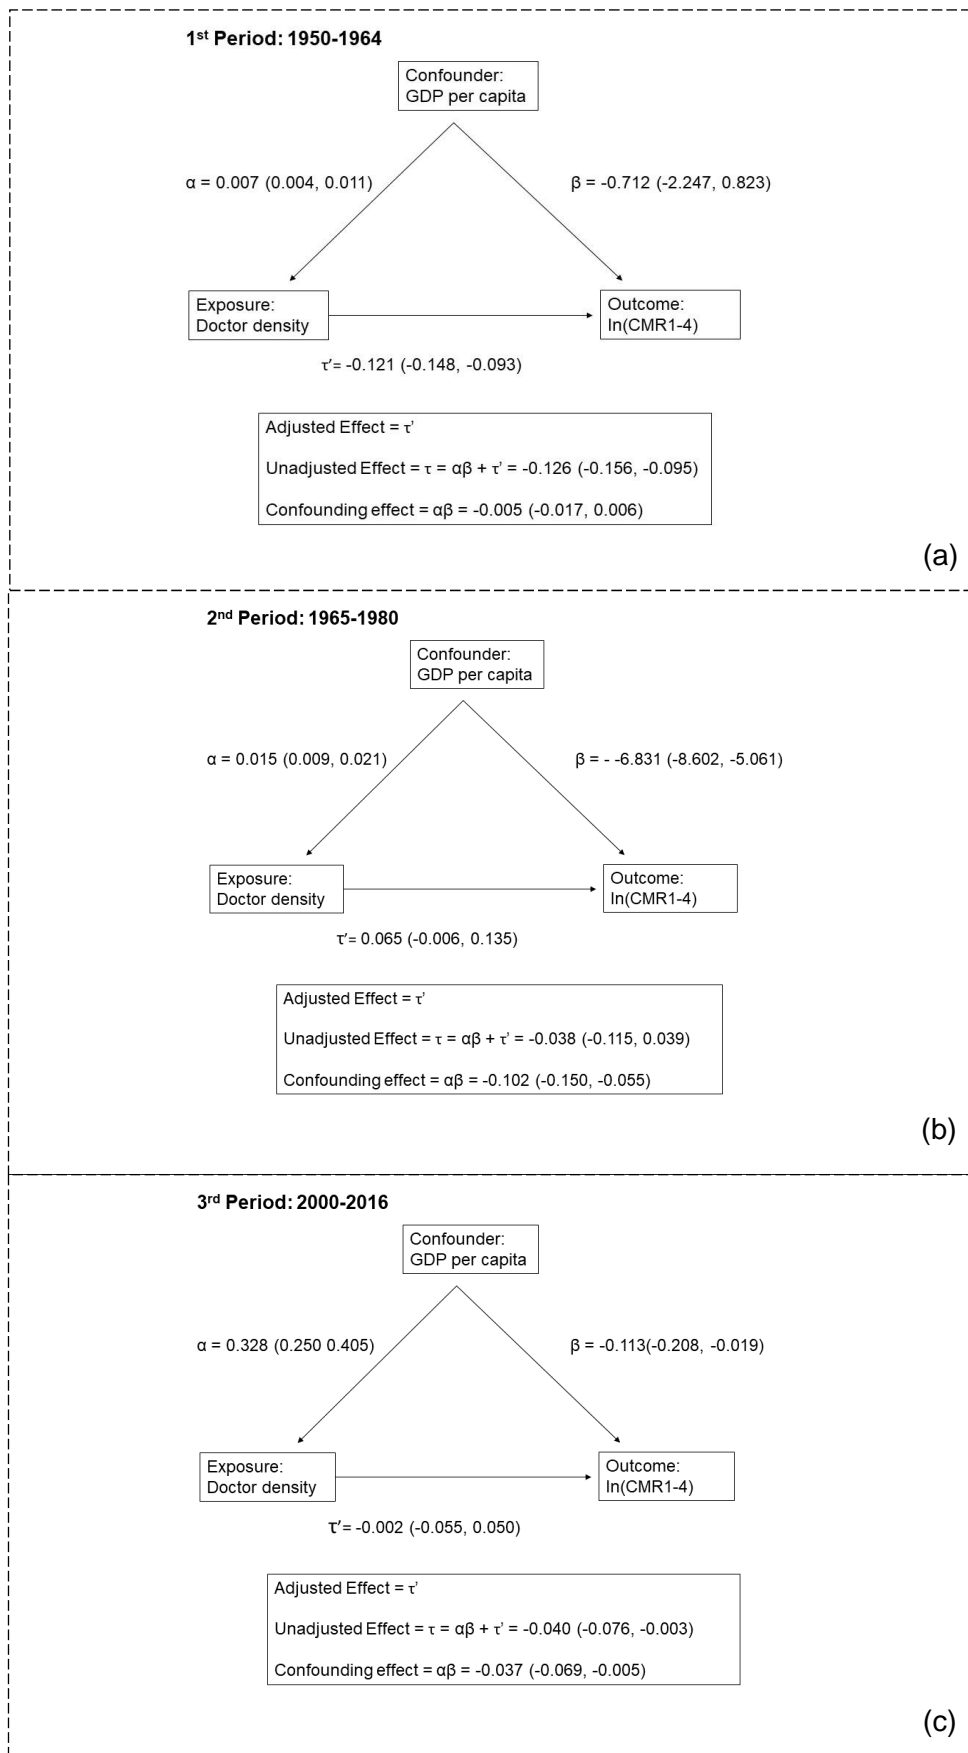 1st Period: 1950-1964
Confounder:
GDP per capita
α = 0.007 (0.004, 0.011)
β = -0.712 (-2.247, 0.823)
Exposure:
Doctor density
Outcome:
ln(CMR1-4)
τ′= -0.121 (-0.148, -0.093)
Adjusted Effect = τ’
Unadjusted Effect = τ = αβ + τ’ = -0.126 (-0.156, -0.095)
Confounding effect = αβ = -0.005 (-0.017, 0.006)
(a)
2nd Period: 1965-1980
Confounder:
GDP per capita
α = 0.015 (0.009, 0.021)
β = - -6.831 (-8.602, -5.061)
Exposure:
Doctor density
Outcome:
ln(CMR1-4)
τ′= 0.065 (-0.006, 0.135)
Adjusted Effect = τ’
Unadjusted Effect = τ = αβ + τ’ = -0.038 (-0.115, 0.039)
Confounding effect = αβ = -0.102 (-0.150, -0.055)
(b)
3rd Period: 2000-2016
Confounder:
GDP per capita
α = 0.328 (0.250 0.405)
β = -0.113(-0.208, -0.019)
Exposure:
Doctor density
Outcome:
ln(CMR1-4)
τ′= -0.002 (-0.055, 0.050)
Adjusted Effect = τ’
Unadjusted Effect = τ = αβ + τ’ = -0.040 (-0.076, -0.003)
Confounding effect = αβ = -0.037 (-0.069, -0.005)
(c)